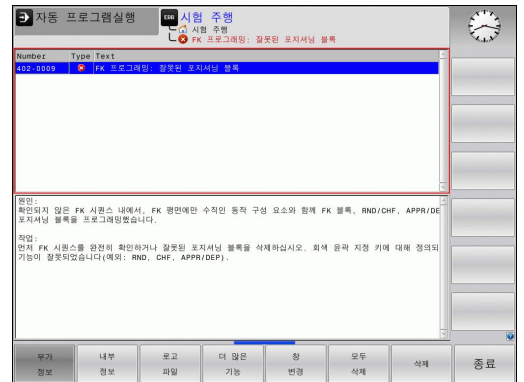 자동 프로그램실행
ERR 시험 주행
시험 주행
FK 프로그래밍: 잘못된 포지셔닝 블록
Number Type Text
402-0009 FK 프로그래밍: 잘못된 포지셔닝 블록
원인:
확인되지 않은 FK 시퀀스 내에서, FK 평면에만 수직인 동작 구성 요소와 함께 FK 블록, RND/CHF, APPR/DE
포지셔닝 블록을 프로그래밍했습니다.
작업:
먼저 FK 시퀀스를 완전히 확인하거나 잘못된 포지셔닝 블록을 삭제하십시오. 회색 윤곽 지정 키에 대해 정의되
기능이 잘못되었습니다(예외: RND, CHF, APPR/DEP).
부가 정보
내부 정보
로고 파일
더 많은 기능
창 변경
모두 삭제
삭제
종료